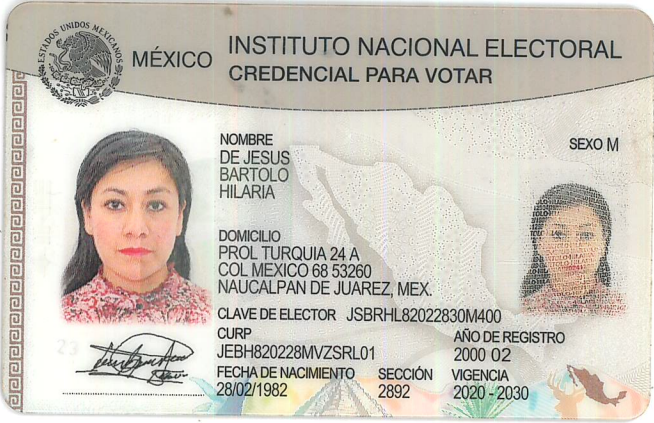 ESTADOS UNIDOS MEXICANOS
MÉXICO INSTITUTO NACIONAL ELECTORAL
CREDENCIAL PARA VOTAR
NOMBRE
SEXO M
DE JESUS
BARTOLO
HILARIA
DOMICILIO
PROL TURQUIA 24 A
COL MEXICO 68 53260
NAUCALPAN DE JUAREZ, MEX.
CLAVE DE ELECTOR JSBRHL82022830M400
CURP AÑO DE REGISTRO
JEBH820228MVZSRL01 2000 02
FECHA DE NACIMIENTO SECCIÓN VIGENCIA
28/02/1982 2892 2020 - 2030
23